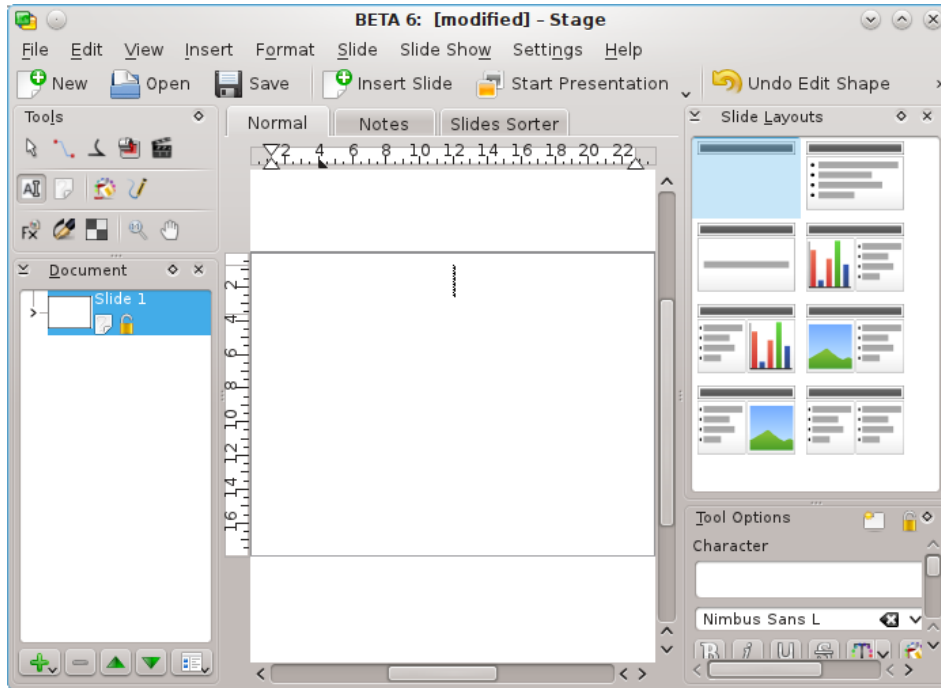 BETA 6:  [modified] – Stage
File Edit View Insert Format Slide Slide Show Settings Help
New Open Save Insert Slide Start Presentation Undo Edit Shape
Tools
Normal Notes Slides Sorter
Slide Layouts
2 4 6 8 10 12 14 16 18 20 22
AI
FX
Document
Slide 1
2
4
6
8
10
12
14
16
Tool Options
Character
Nimbus Sans L
B i U S T